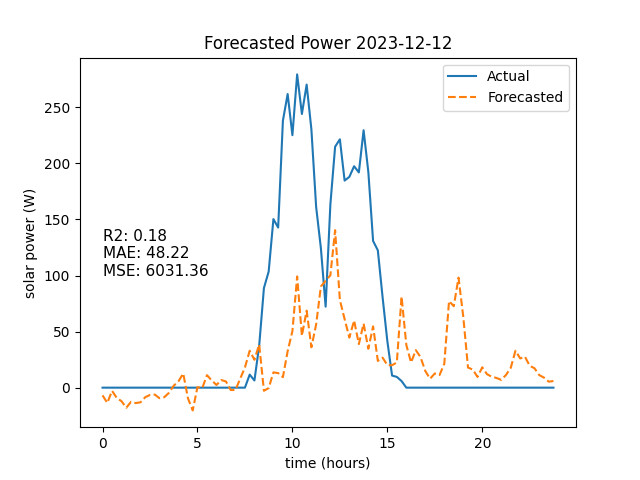 Forecasted Power 2023-12-12
Actual
Forecasted
R2: 0.18
MAE: 48.22
MSE: 6031.36
solar power (W)
250
200
150
100
50
0
0 5 10 15 20
time (hours)